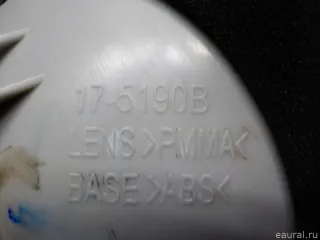 17-5190B
LENS>PMMA<
BASE>ABS<
eaural.ru